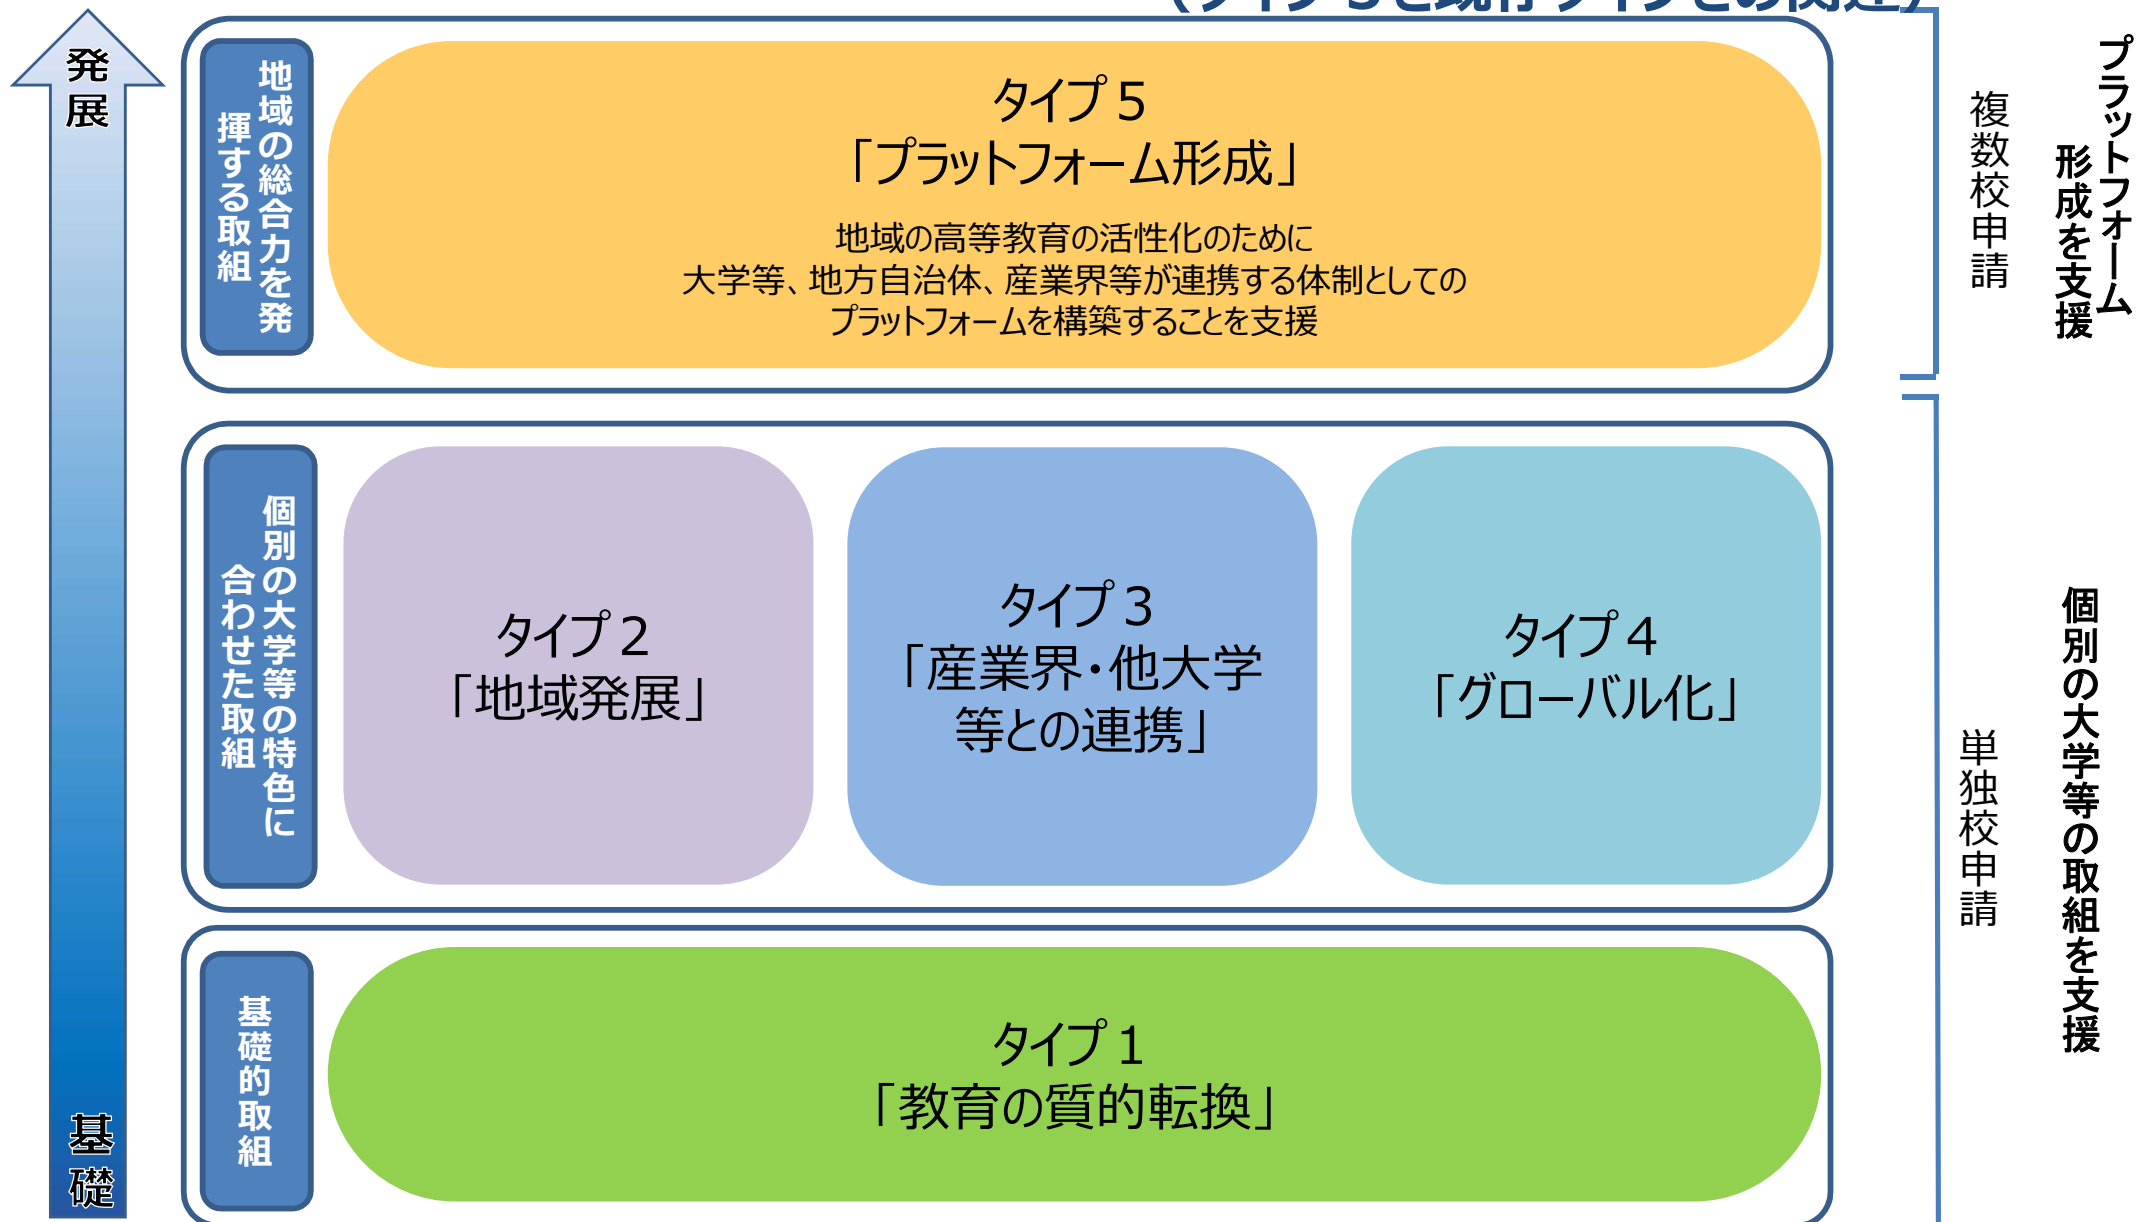 発展
地域の総合力を発
揮する取組
タイプ５
「プラットフォーム形成」
地域の高等教育の活性化のために
大学等、地方自治体、産業界等が連携する体制としての
プラットフォームを構築することを支援
複数校申請
プラットフォーム
形成を支援
個別の大学等の特色に
合わせた取組
タイプ２
「地域発展」
タイプ３
「産業界・他大学
等との連携」
タイプ４
「グローバル化」
単独校申請
個別の大学等の取組を支援
基礎的取組
タイプ１
「教育の質的転換」
基礎